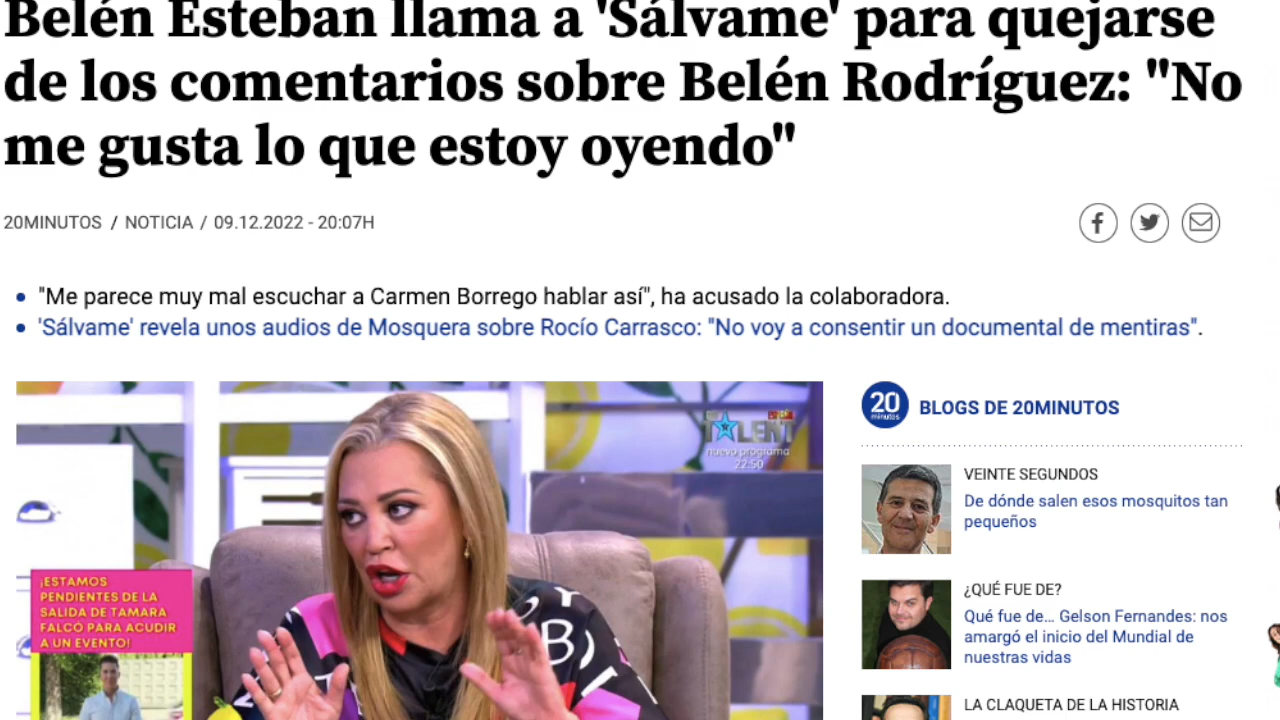 Belén Esteban llama a 'Sálvame' para quejarse
de los comentarios sobre Belén Rodríguez: "No
me gusta lo que estoy oyendo"
20MINUTOS / NOTICIA / 09.12.2022 - 20:07H
"Me parece muy mal escuchar a Carmen Borrego hablar así", ha acusado la colaboradora.
'Sálvame' revela unos audios de Mosquera sobre Rocío Carrasco: "No voy a consentir un documental de mentiras".
TALENT
nuevo programa
22:50
¡ESTAMOS
PENDIENTES DE LA
SALIDA DE TAMARA
FALCO PARA ACUDIR
A UN EVENTO!
B)
20
minutos
BLOGS DE 20MINUTOS
VEINTE SEGUNDOS
De dónde salen esos mosquitos tan
pequeños
¿QUÉ FUE DE?
Qué fue de... Gelson Fernandes: nos
amargó el inicio del Mundial de
nuestras vidas
LA CLAQUETA DE LA HISTORIA